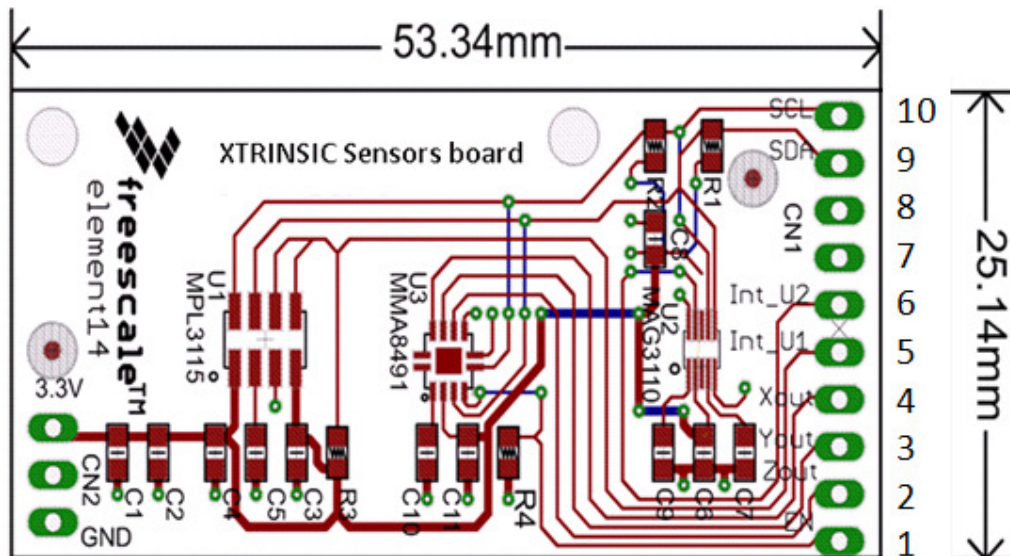 53.34mm
XTRINSIC Sensors board
freescale™
element14
SCL
10
SDA
9
8
CN1
7
R2
R1
C8
U1
MPL3115
U3
MMA8491
MAG3110
U2
Int_U2
6
Int_U1
5
Xout
4
Yout
3
Zout
2
EX
1
25.14mm
3.3V
CN2
GND
C1
C2
C4
C5
C3
R3
C10
C11
R4
C9
C6
C7